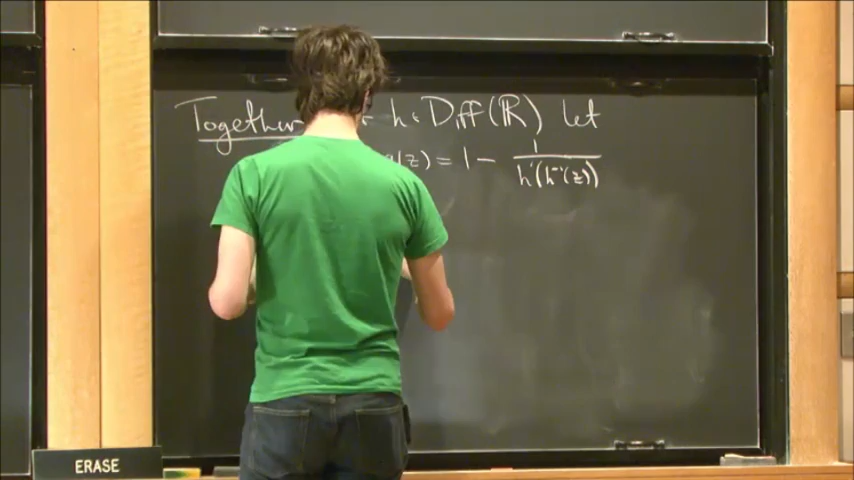 Together h ∈ Diff(ℝ) let
(z) = 1 - 1/h'(h⁻¹(z))
ERASE